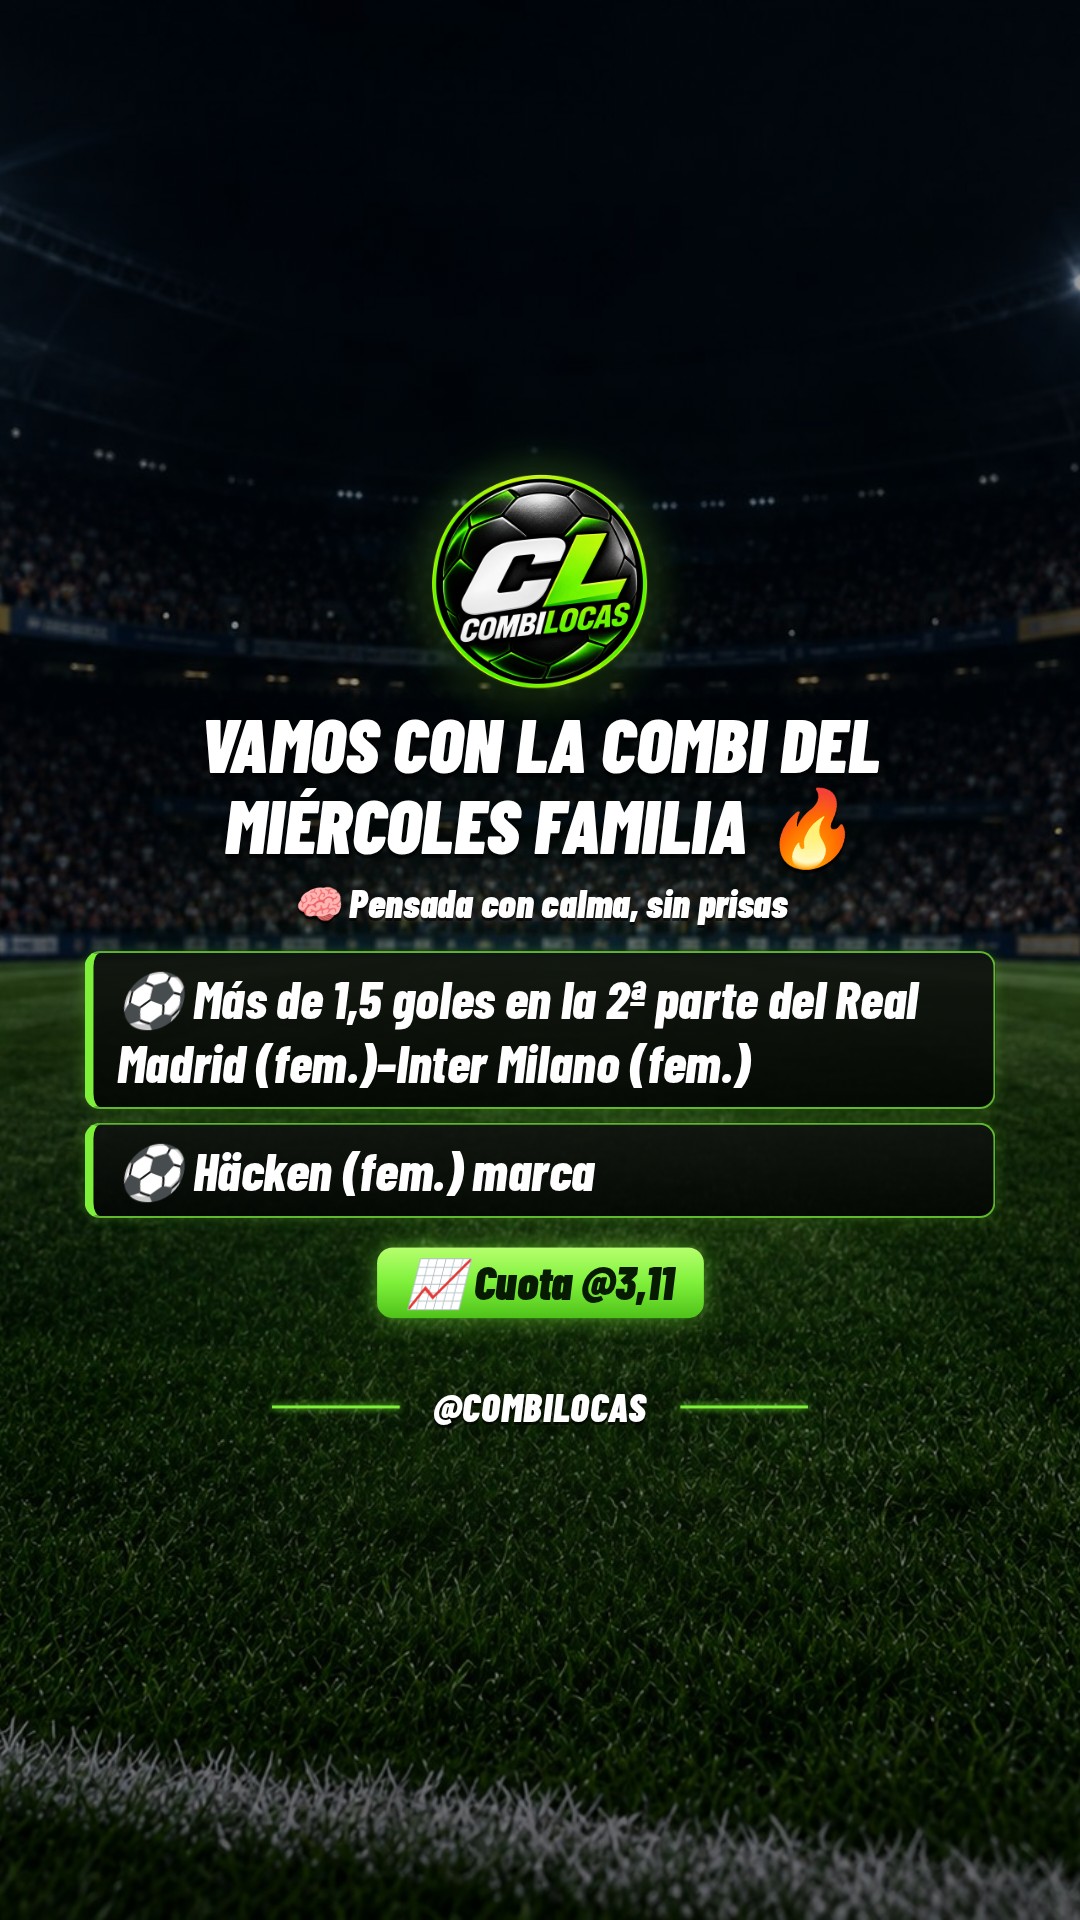 CL
COMBILOCAS
VAMOS CON LA COMBI DEL
MIÉRCOLES FAMILIA 🔥
🧠 Pensada con calma, sin prisas
⚽ Más de 1,5 goles en la 2ª parte del Real
Madrid (fem.)-Inter Milano (fem.)
⚽ Häcken (fem.) marca
📈 Cuota @3,11
@COMBILOCAS